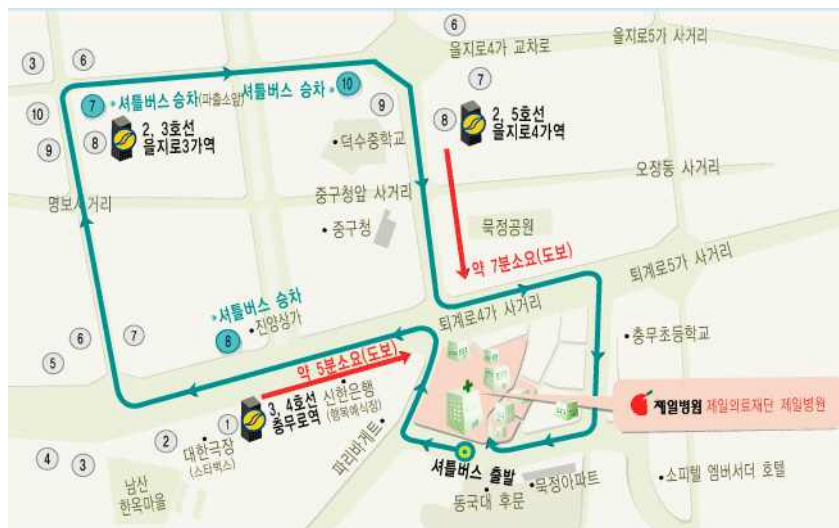 ⑥
을지로4가 교차로
을지로5가 사거리
③
⑥
⑦
⑦
셔틀버스 승차(파출소앞)
셔틀버스 승차
⑩
⑩
⑨
⑧
2, 5호선
을지로4가역
⑧
2, 3호선
을지로3가역
⑨
덕수중학교
오장동 사거리
명보사거리
중구청앞 사거리
중구청
묵정공원
약 7분소요(도보)
퇴계로5가 사거리
셔틀버스 승차
⑧
진양상가
퇴계로4가 사거리
충무초등학교
⑥
⑦
⑤
약 5분소요(도보)
①
3, 4호선
충무로역
신한은행
(행복예식장)
제일병원 제일의료재단 제일병원
②
대한극장
(스타벅스)
파리바게트
④
③
셔틀버스 출발
묵정아파트
소피텔 엠버서더 호텔
남산
한옥마을
동국대 후문